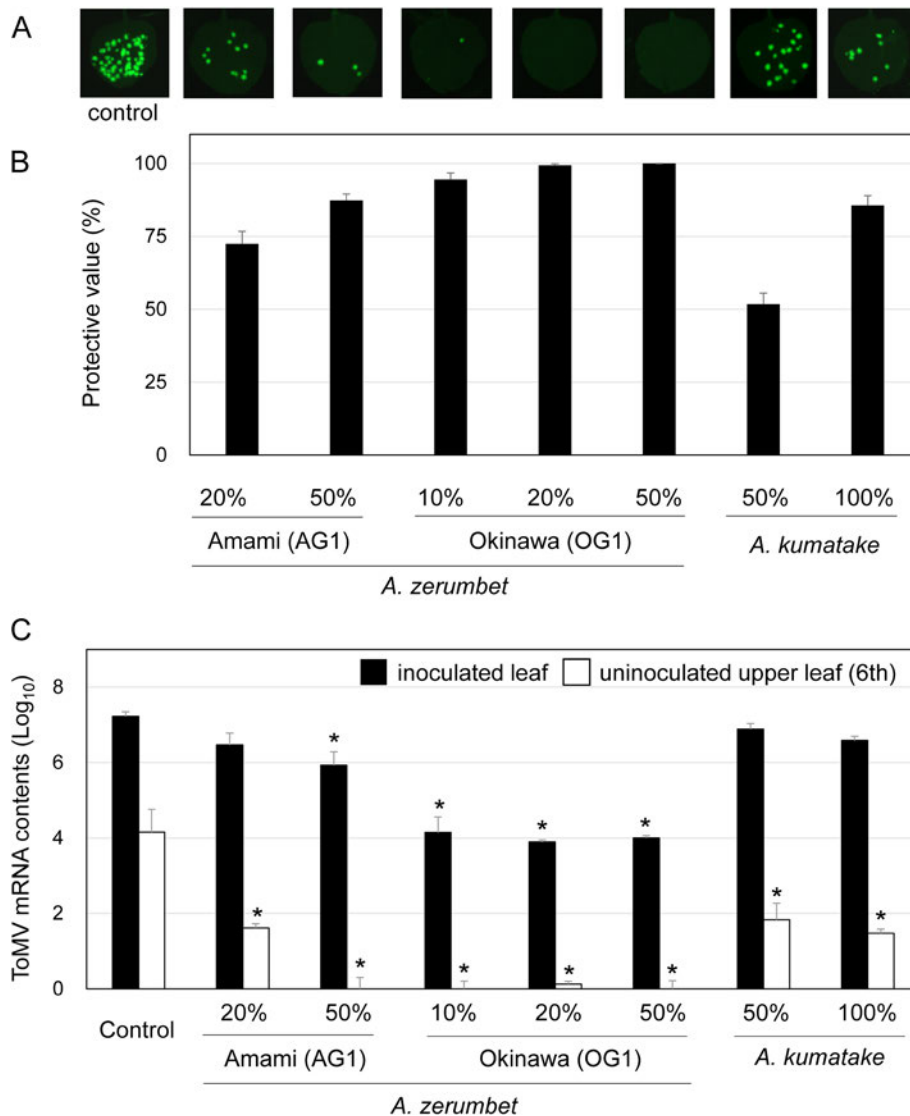 A
control
B
Protective value (%)
100
75
50
25
0
20% 50% 10% 20% 50% 50% 100%
Amami (AG1) Okinawa (OG1) A. kumatake
A. zerumbet
C
ToMV mRNA contents (Log10)
inoculated leaf uninoculated upper leaf (6th)
8
6
4
2
0
* * * * * * * * * * *
Control 20% 50% 10% 20% 50% 50% 100%
Amami (AG1) Okinawa (OG1) A. kumatake
A. zerumbet